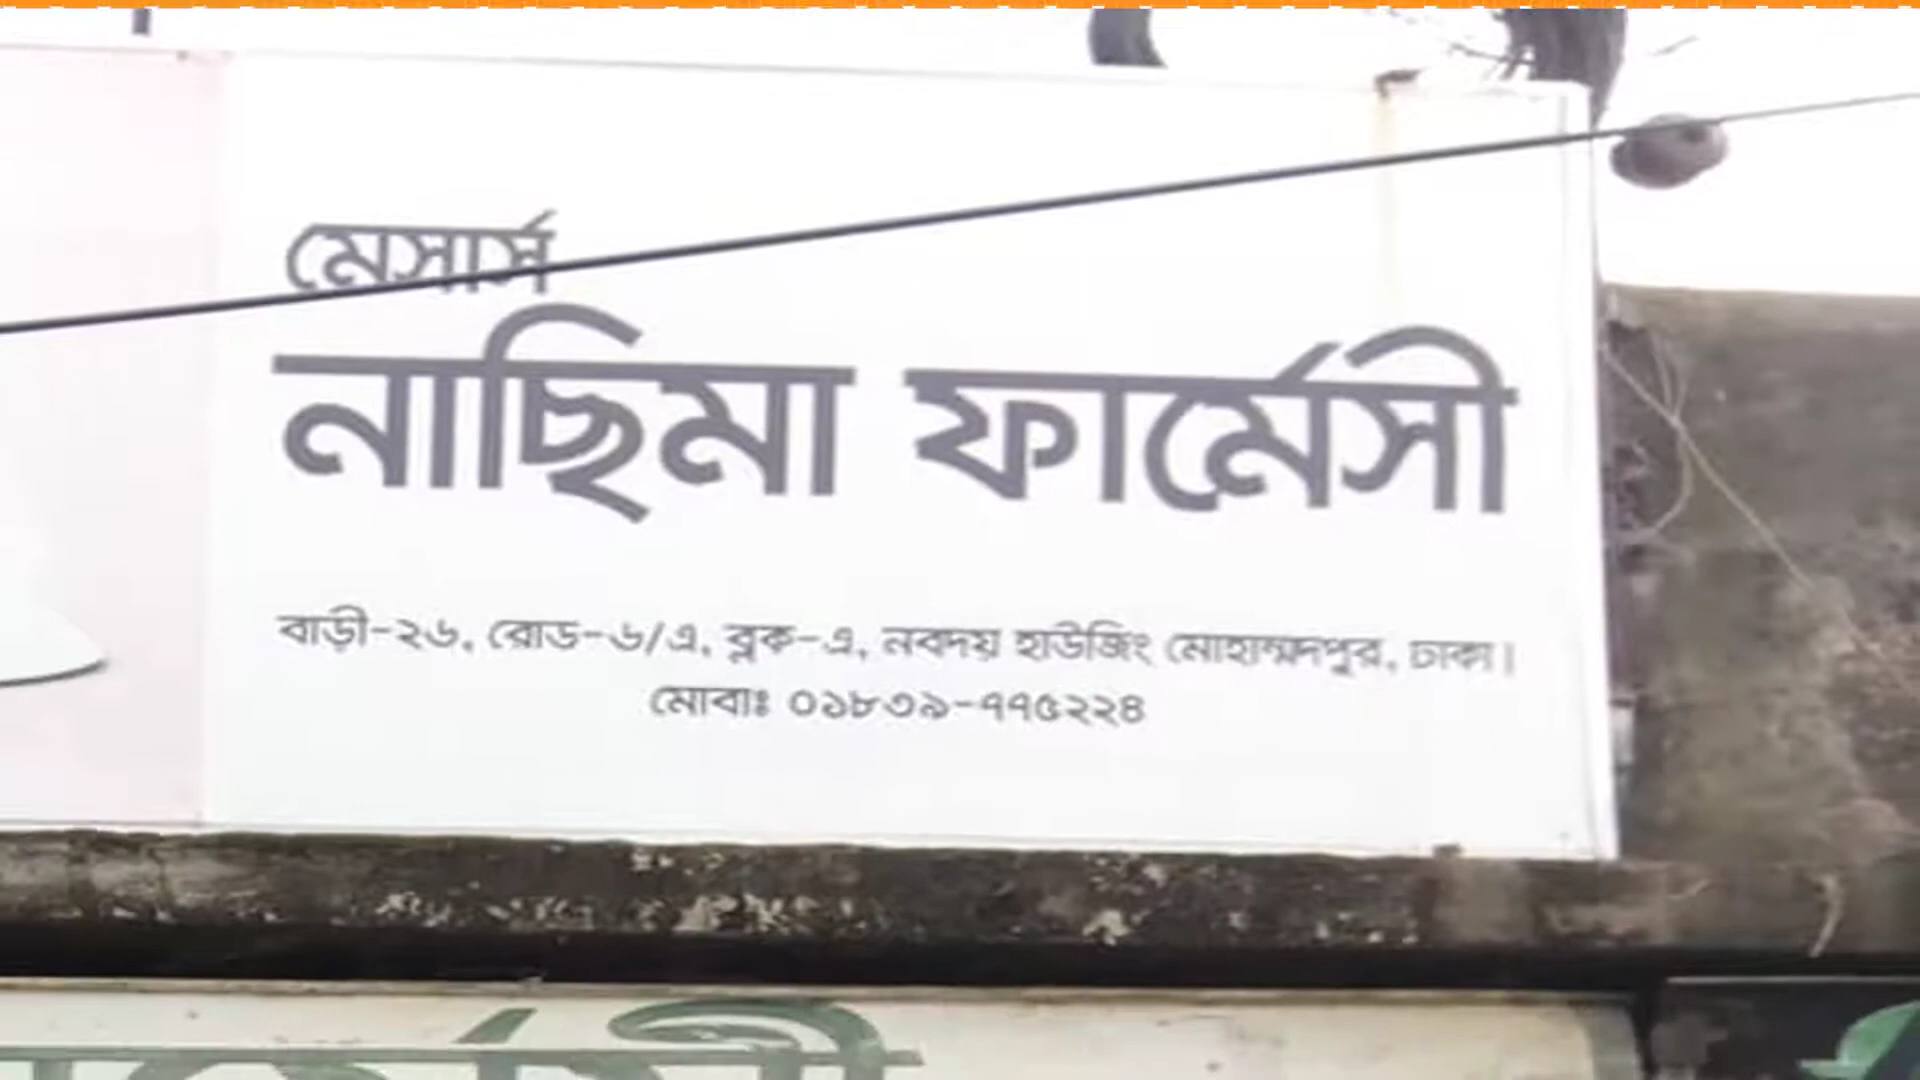 মেসার্স
নাছিমা ফার্মেসী
বাড়ী-২৬, রোড-৬/এ, ব্লক-এ, নবদয় হাউজিং মোহাম্মদপুর, ঢাকা।
মোবাঃ ০১৮৩৯-৭৭৫২২৪